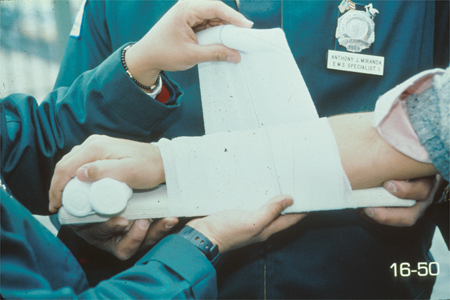 ANTHONY J. MIRANDA
E.M.S. SPECIALIST I
16-50